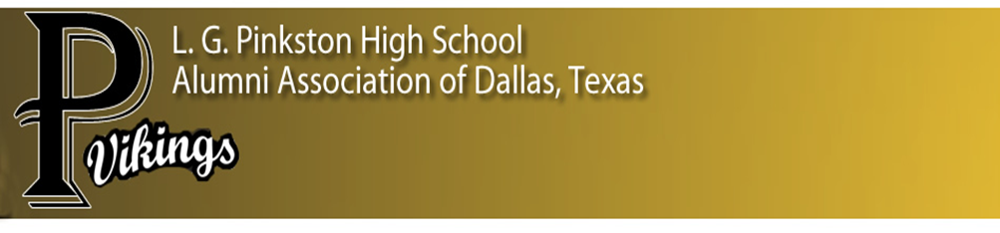 L. G. Pinkston High School
Alumni Association of Dallas, Texas
P
Vikings